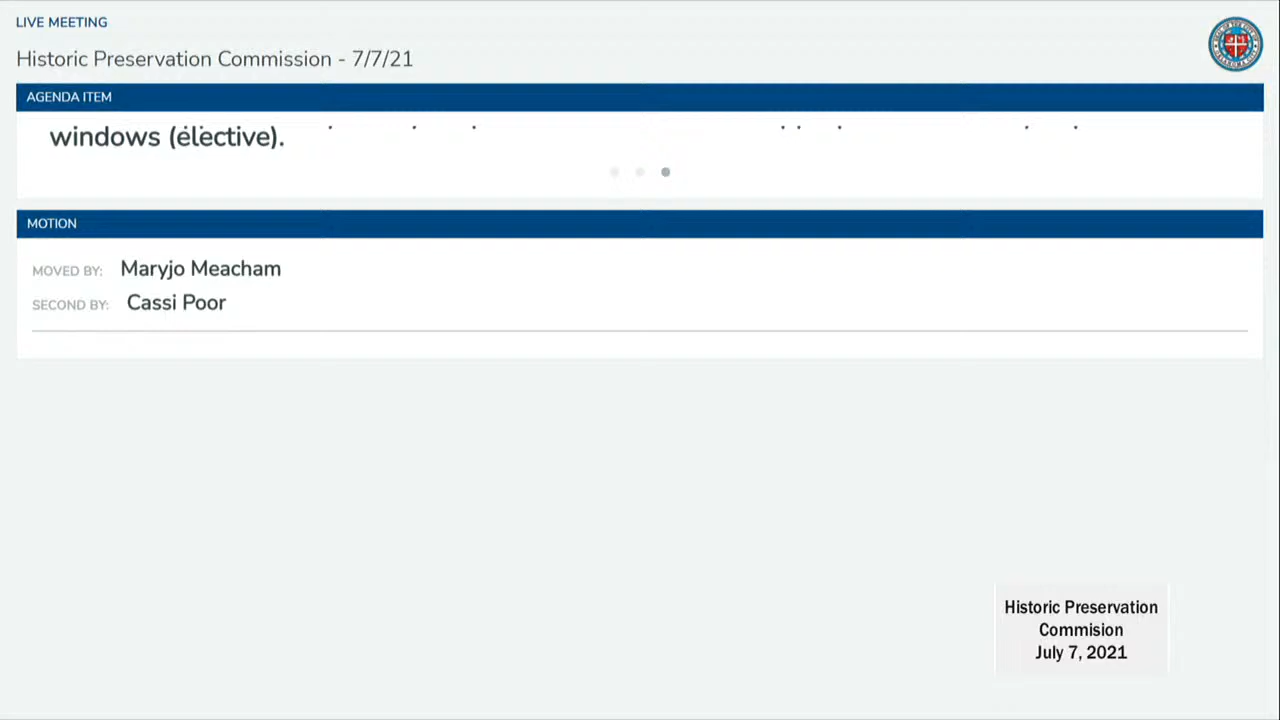 LIVE MEETING
Historic Preservation Commission - 7/7/21
AGENDA ITEM
windows (elective).
MOTION
MOVED BY: Maryjo Meacham
SECOND BY: Cassi Poor
Historic Preservation
Commision
July 7, 2021